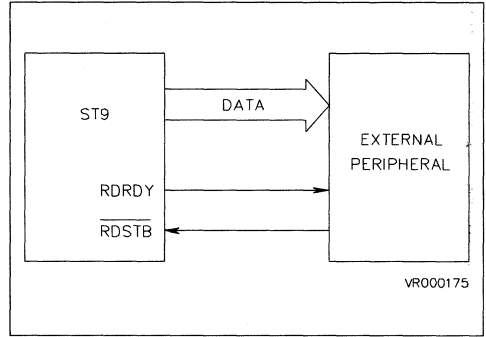 ST9
DATA
EXTERNAL
PERIPHERAL
RDRDY
RDSTB
VR000175